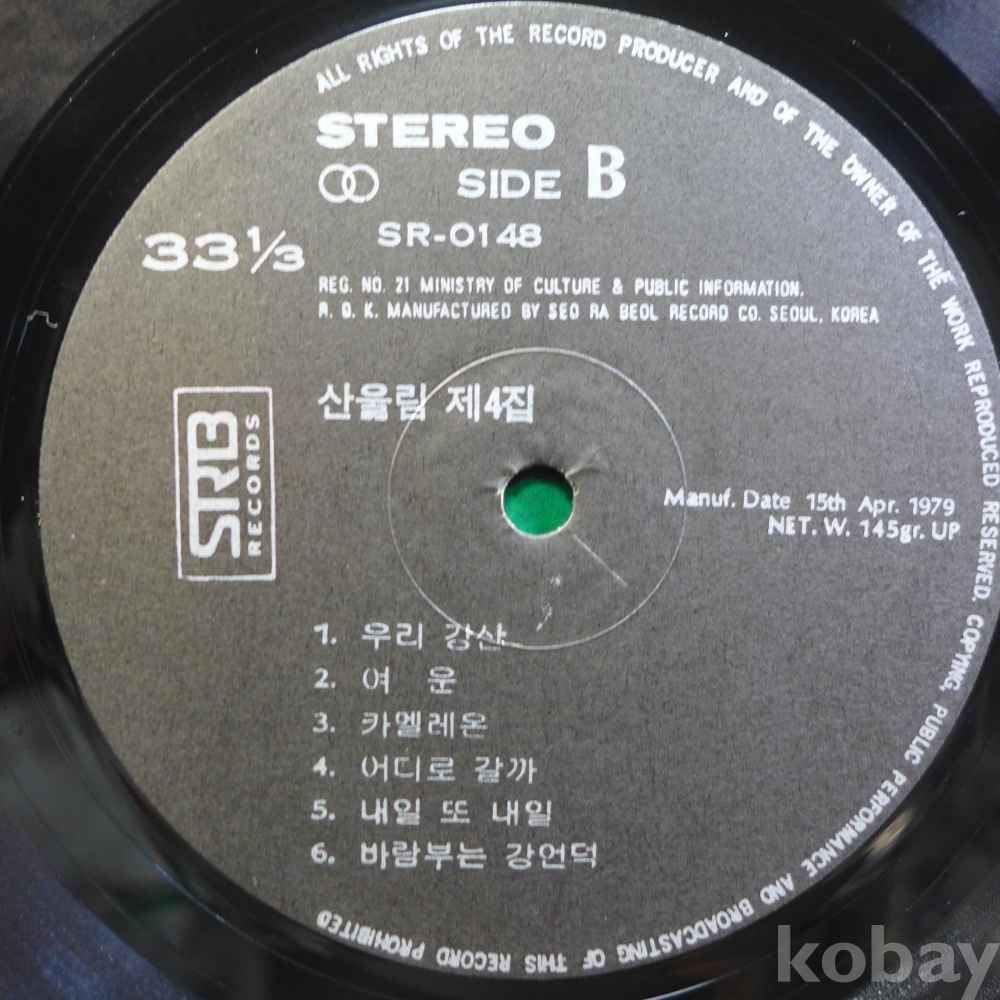 ALL RIGHTS OF THE RECORD PRODUCER AND OF THE OWNER OF THE WORK REPRODUCED RESERVED. COPYING, PUBLIC PERFORMANCE AND BROADCASTING OF THIS RECORD PROHIBITED
STEREO
SIDE B
33 1/3
SR-0148
REG. NO. 21 MINISTRY OF CULTURE & PUBLIC INFORMATION.
R. O. K. MANUFACTURED BY SEO RA BEOL RECORD CO. SEOUL, KOREA
산울림 제4집
SRB
RECORDS
Manuf. Date 15th Apr. 1979
NET. W. 145gr. UP
1. 우리 강산
2. 여 운
3. 카멜레온
4. 어디로 갈까
5. 내일 또 내일
6. 바람부는 강언덕
kobay